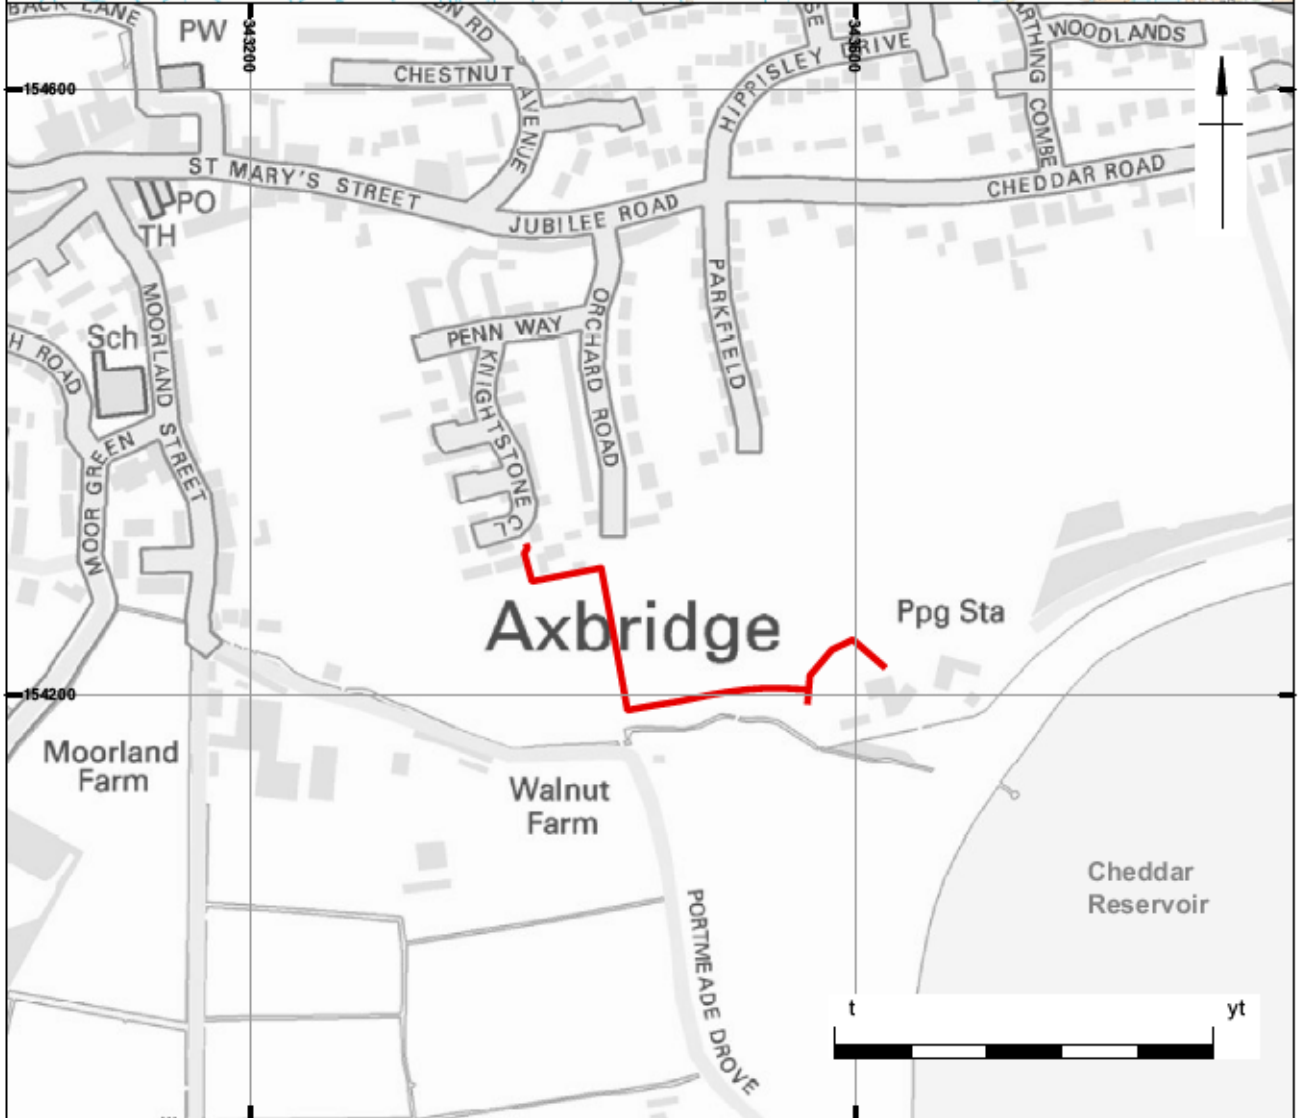 BACK LANE
PW
343200
CHESTNUT
AVENUE
HIPPISLEY DRIVE
WOODLANDS
154600
COMBE
ST MARY'S STREET
PO
TH
JUBILEE ROAD
CHEDDAR ROAD
MOORLAND STREET
Sch
H ROAD
PENN WAY
ORCHARD ROAD
PARKFIELD
KNIGHTSTONE CL
MOOR GREEN
Axbridge
Ppg Sta
154200
Moorland
Farm
Walnut
Farm
Cheddar
Reservoir
PORTMEADE DROVE
t
yt